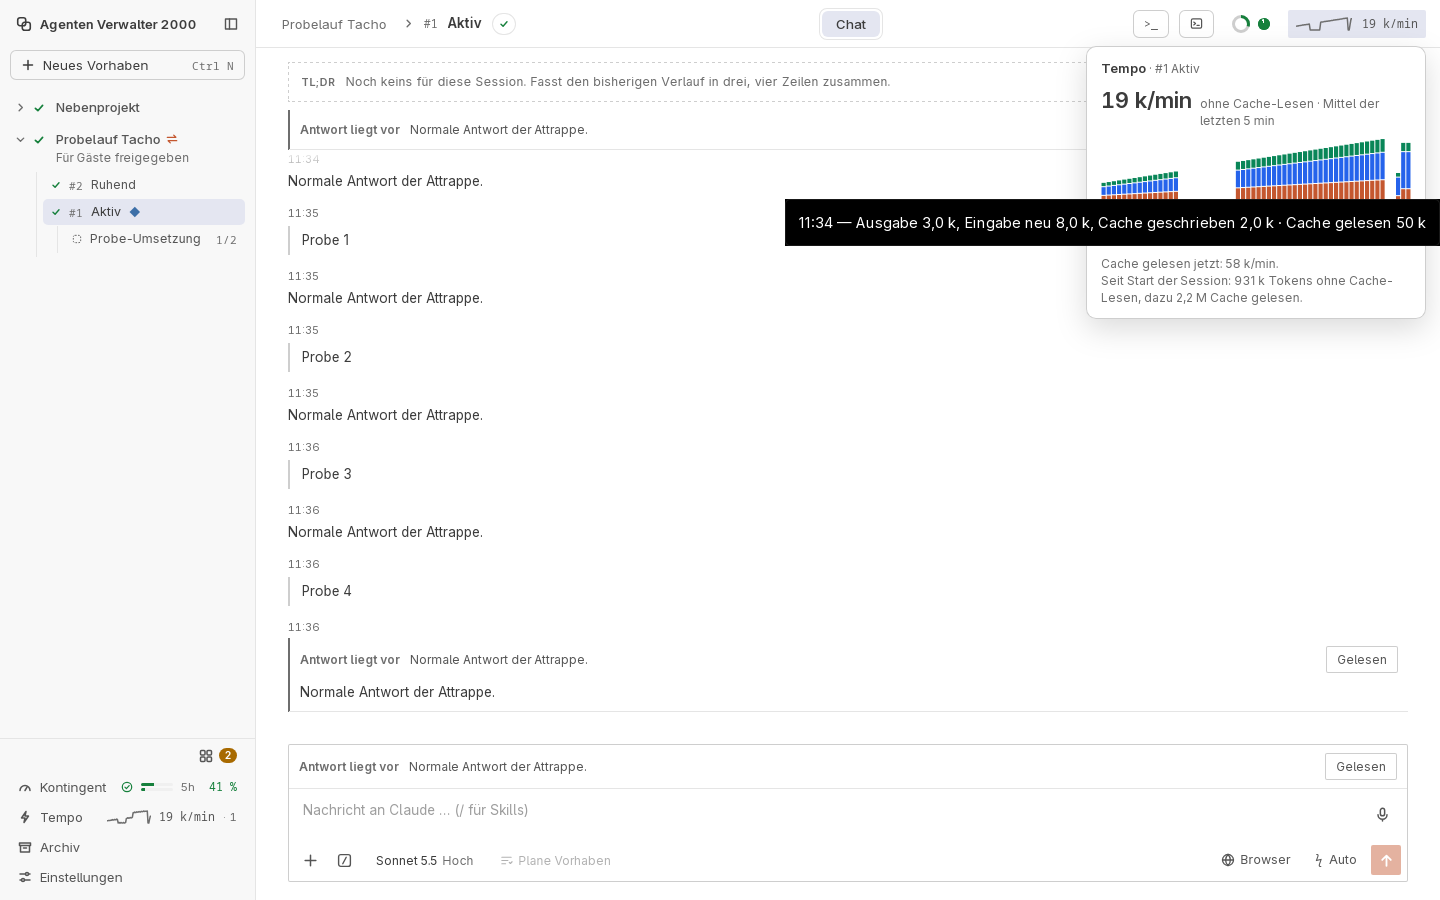 Agenten Verwalter 2000
Neues Vorhaben Ctrl N
Nebenprojekt
Probelauf Tacho
Für Gäste freigegeben
#2 Ruhend
#1 Aktiv
Probe-Umsetzung 1/2
2
Kontingent 5h 41 %
Tempo 19 k/min · 1
Archiv
Einstellungen
Probelauf Tacho #1 Aktiv
Chat
>_
19 k/min
TL;DR Noch keins für diese Session. Fasst den bisherigen Verlauf in drei, vier Zeilen zusammen.
Antwort liegt vor Normale Antwort der Attrappe.
11:34
Normale Antwort der Attrappe.
11:35
Probe 1
11:35
Normale Antwort der Attrappe.
11:35
Probe 2
11:35
Normale Antwort der Attrappe.
11:36
Probe 3
11:36
Normale Antwort der Attrappe.
11:36
Probe 4
11:36
Antwort liegt vor Normale Antwort der Attrappe. Gelesen
Normale Antwort der Attrappe.
Tempo · #1 Aktiv
19 k/min ohne Cache-Lesen · Mittel der
letzten 5 min
11:34 — Ausgabe 3,0 k, Eingabe neu 8,0 k, Cache geschrieben 2,0 k · Cache gelesen 50 k
Cache gelesen jetzt: 58 k/min.
Seit Start der Session: 931 k Tokens ohne Cache-
Lesen, dazu 2,2 M Cache gelesen.
Antwort liegt vor Normale Antwort der Attrappe. Gelesen
Nachricht an Claude … (/ für Skills)
Sonnet 5.5 Hoch Plane Vorhaben Browser Auto